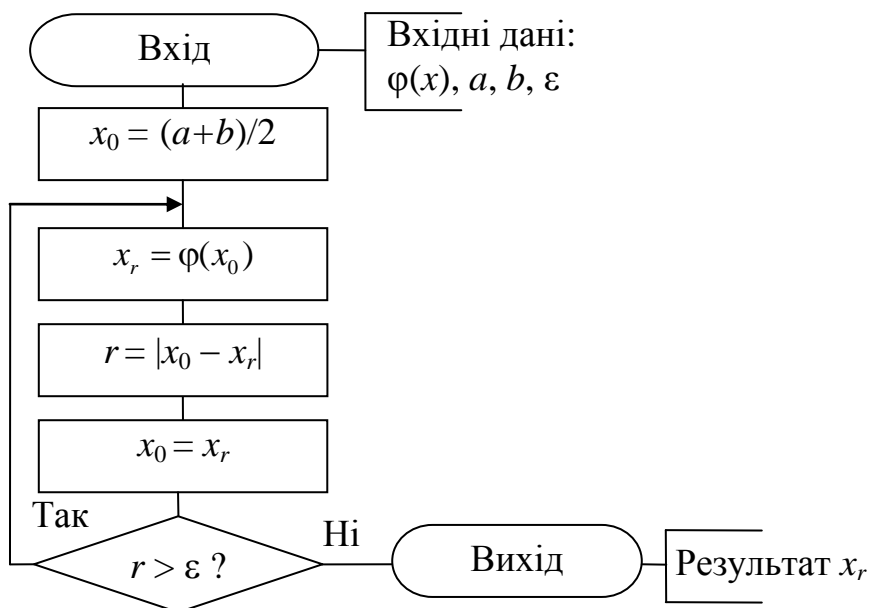 Вхід
Вхідні дані:
φ(x), a, b, ε
x₀ = (a+b)/2
xᵣ = φ(x₀)
r = |x₀ − xᵣ|
x₀ = xᵣ
Так
r > ε ?
Ні
Вихід
Результат xᵣ